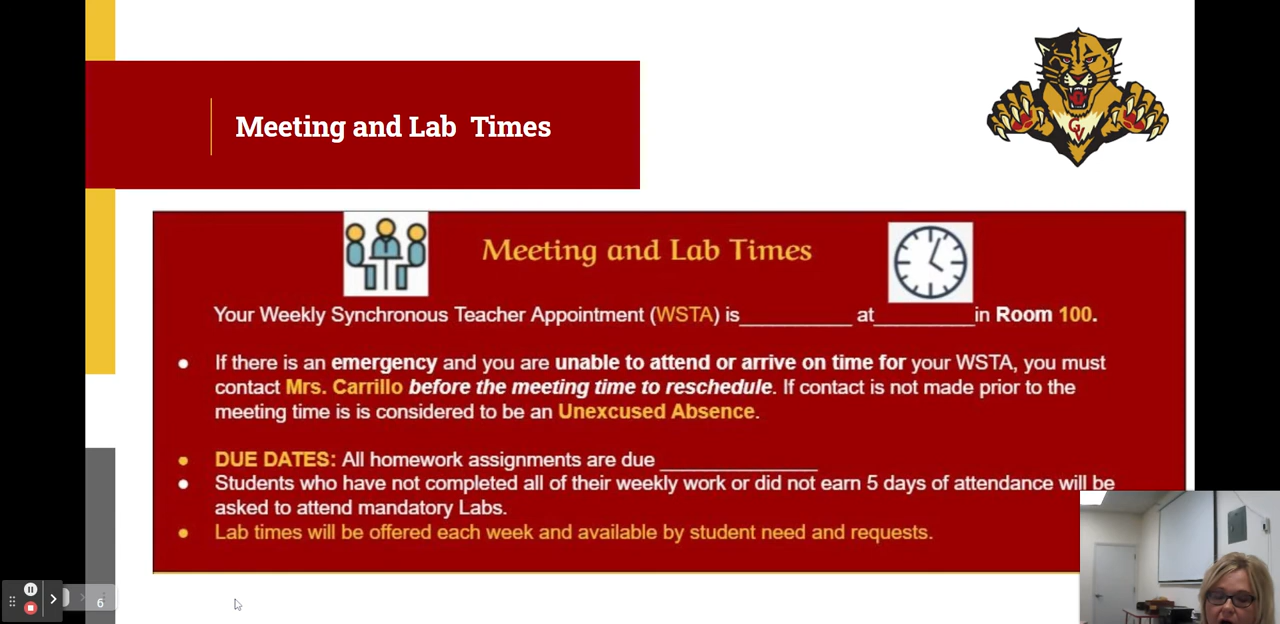 Meeting and Lab Times
GV
Meeting and Lab Times
Your Weekly Synchronous Teacher Appointment (WSTA) is__________ at_________in Room 100.
If there is an emergency and you are unable to attend or arrive on time for your WSTA, you must
contact Mrs. Carrillo before the meeting time to reschedule. If contact is not made prior to the
meeting time is is considered to be an Unexcused Absence.
DUE DATES: All homework assignments are due ______________
Students who have not completed all of their weekly work or did not earn 5 days of attendance will be
asked to attend mandatory Labs.
Lab times will be offered each week and available by student need and requests.
6